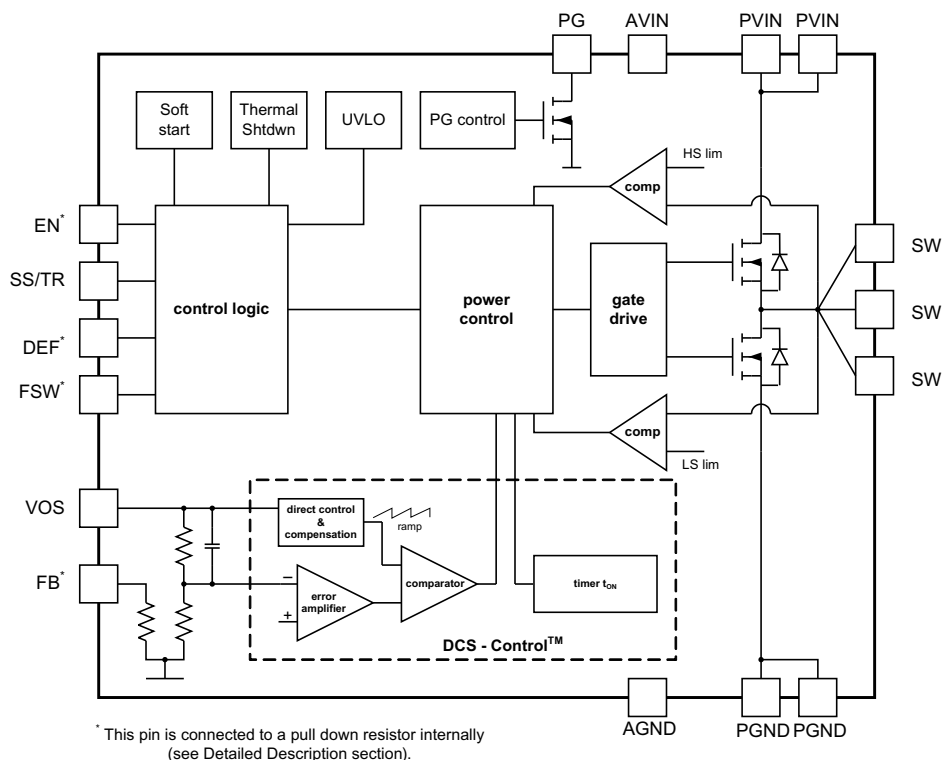 PG
AVIN
PVIN
PVIN
Soft
start
Thermal
Shtdwn
UVLO
PG control
HS lim
comp
EN*
SS/TR
DEF*
FSW*
control logic
power
control
gate
drive
SW
SW
SW
comp
LS lim
VOS
FB*
direct control
&
compensation
ramp
error
amplifier
comparator
timer tON
DCS - Control™
−
+
AGND
PGND
PGND
* This pin is connected to a pull down resistor internally
(see Detailed Description section).